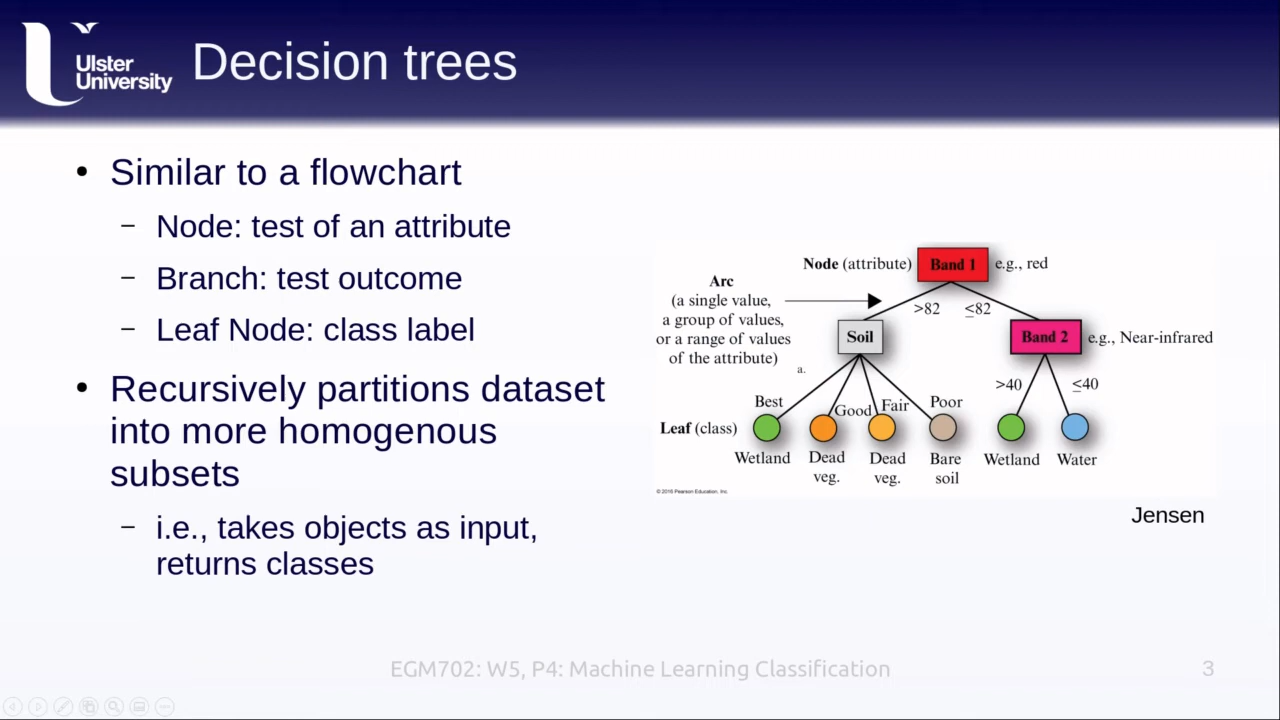 Ulster
University
Decision trees
• Similar to a flowchart
– Node: test of an attribute
– Branch: test outcome
– Leaf Node: class label
• Recursively partitions dataset
into more homogenous
subsets
– i.e., takes objects as input,
returns classes
Node (attribute) Band 1 e.g., red
Arc
(a single value,
a group of values,
or a range of values
of the attribute)
>82 ≤82
Soil Band 2 e.g., Near-infrared
a.
>40 ≤40
Best Good Fair Poor
Leaf (class)
Wetland Dead Dead Bare Wetland Water
veg. veg. soil
© 2016 Pearson Education, Inc.
Jensen
EGM702: W5, P4: Machine Learning Classification 3